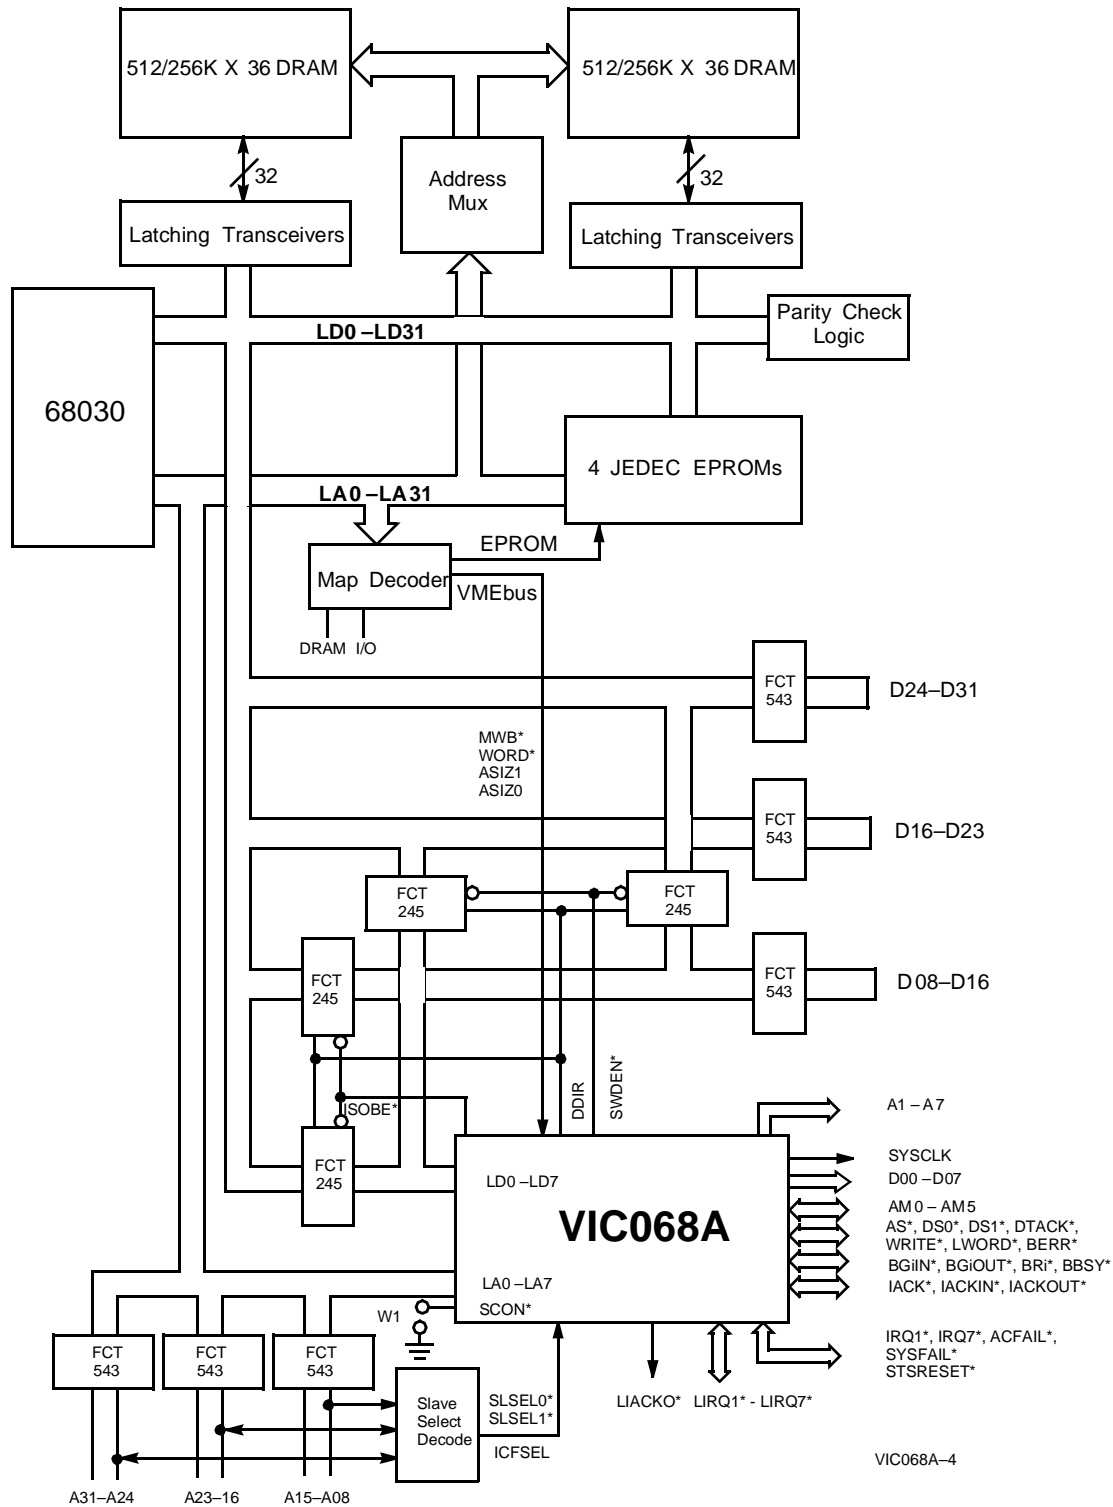 512/256K X 36 DRAM
512/256K X 36 DRAM
32
Address
Mux
32
Latching Transceivers
Latching Transceivers
Parity Check
Logic
LD0 –LD31
68030
4 JEDEC EPROMs
LA0 –LA31
EPROM
Map Decoder
VMEbus
DRAM I/O
FCT
543
D24–D31
MWB*
WORD*
ASIZ1
ASIZ0
FCT
543
D16–D23
FCT
245
FCT
245
FCT
245
FCT
543
D08–D16
DDIR
SWDEN*
ISOBE*
A1 – A7
FCT
245
LD0 –LD7
SYSCLK
D00 –D07
VIC068A
AM0 – AM5
AS*, DS0*, DS1*, DTACK*,
WRITE*, LWORD*, BERR*
BGiIN*, BGiOUT*, BRi*, BBSY*
IACK*, IACKIN*, IACKOUT*
LA0 –LA7
SCON*
W1
FCT
543
FCT
543
FCT
543
IRQ1*, IRQ7*, ACFAIL*,
SYSFAIL*
STSRESET*
Slave
Select
Decode
SLSEL0*
SLSEL1*
ICFSEL
LIACKO* LIRQ1* - LIRQ7*
VIC068A–4
A31–A24
A23–16
A15–A08